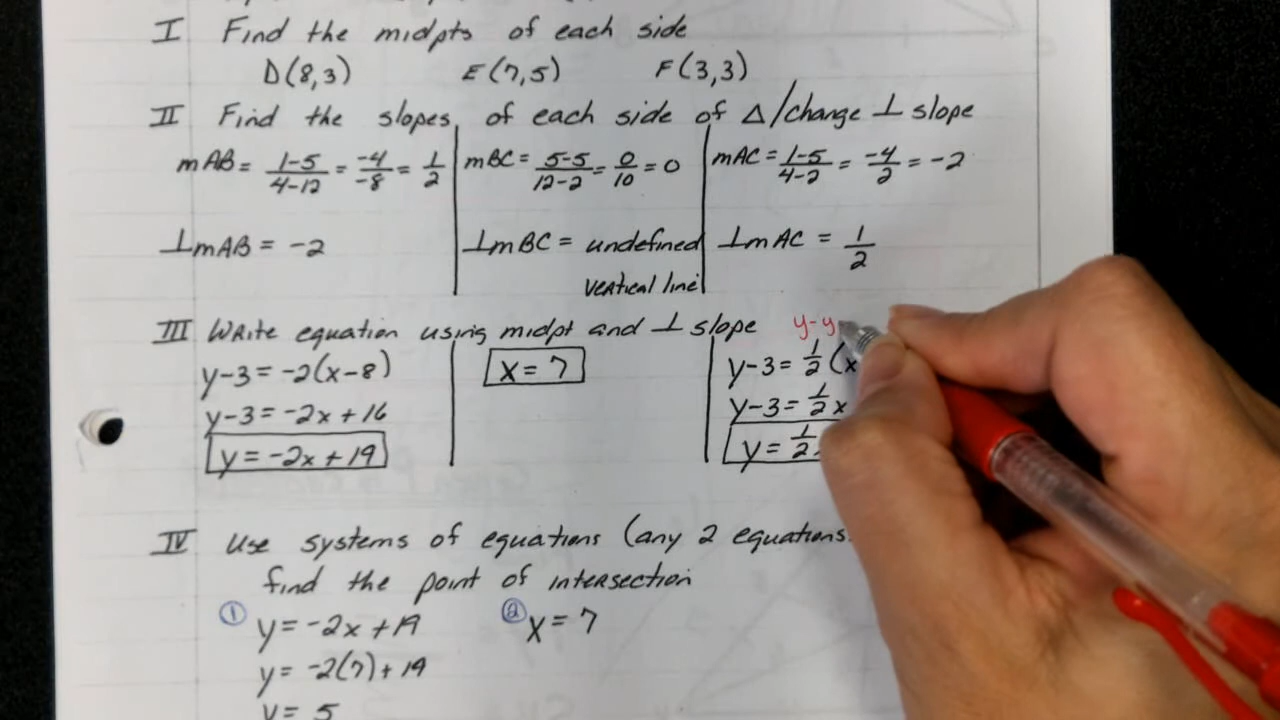 I Find the midpts of each side
D(8,3) E(7,5) F(3,3)
II Find the slopes of each side of Δ/change ⊥ slope
mAB = (1-5)/(4-12) = -4/-8 = 1/2 mBC = (5-5)/(12-2) = 0/10 = 0 mAC = (1-5)/(4-2) = -4/2 = -2
⊥mAB = -2 ⊥mBC = undefined ⊥mAC = 1/2
vertical line
III Write equation using midpt and ⊥ slope y-y
y-3 = -2(x-8) x = 7 y-3 = 1/2(x
y-3 = -2x + 16 y-3 = 1/2x
y = -2x + 19 y = 1/2
IV Use systems of equations (any 2 equations
find the point of intersection
① y = -2x + 19 ② x = 7
y = -2(7) + 19
y = 5